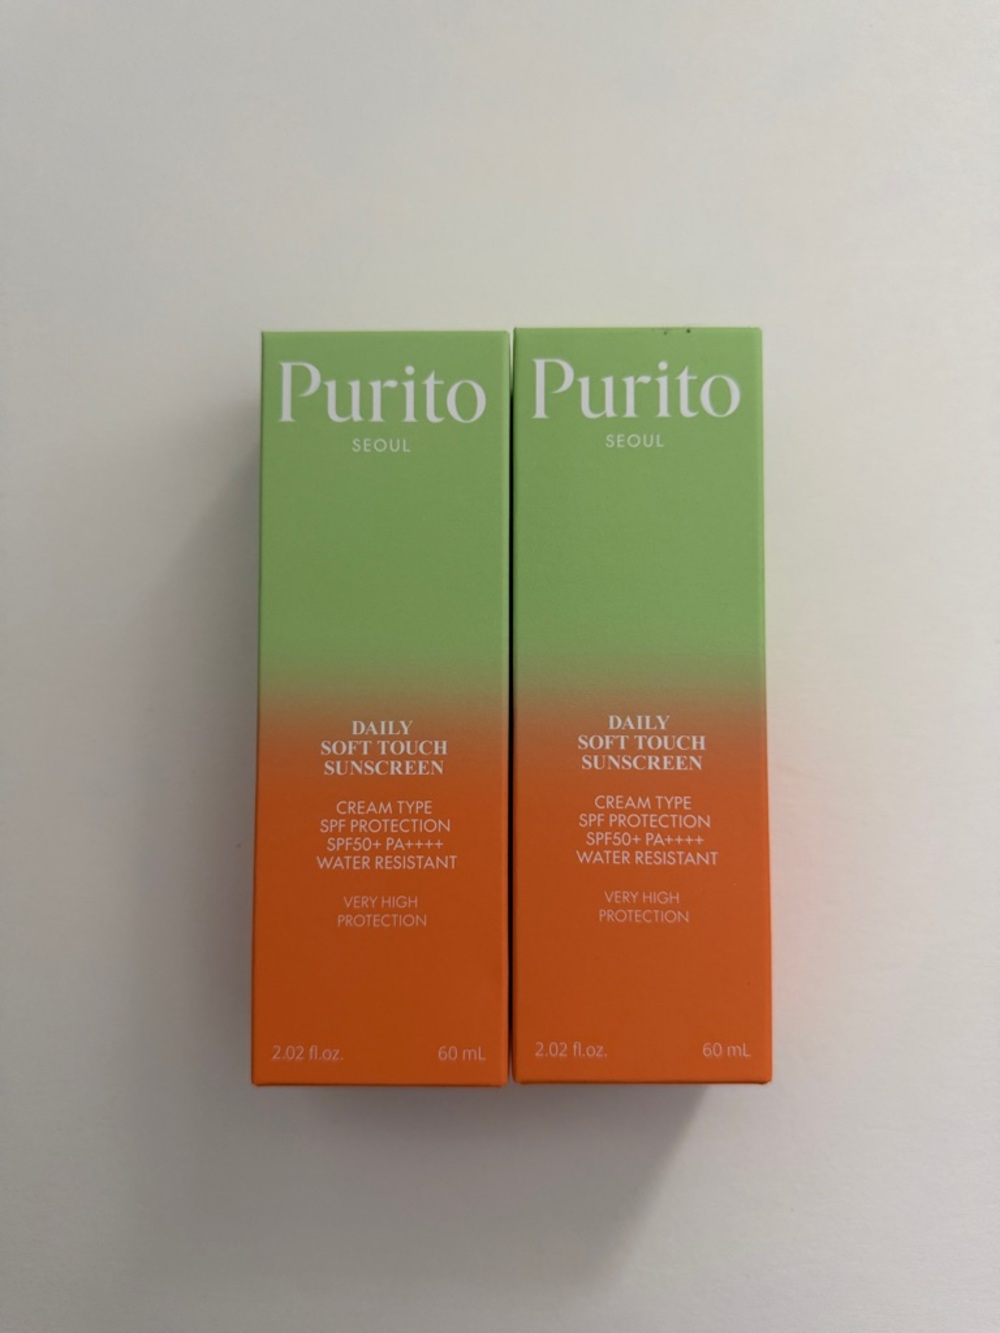 Purito
SEOUL
DAILY
SOFT TOUCH
SUNSCREEN
CREAM TYPE
SPF PROTECTION
SPF50+ PA++++
WATER RESISTANT
VERY HIGH
PROTECTION
2.02 fl.oz. 60 mL
Purito
SEOUL
DAILY
SOFT TOUCH
SUNSCREEN
CREAM TYPE
SPF PROTECTION
SPF50+ PA++++
WATER RESISTANT
VERY HIGH
PROTECTION
2.02 fl.oz. 60 mL